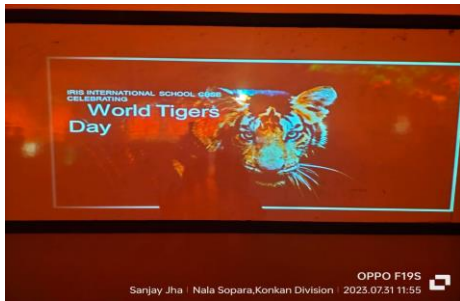 IRIS INTERNATIONAL SCHOOL CBSE
CELEBRATING
World Tigers
Day
OPPO F19S
Sanjay Jha | Nala Sopara,Konkan Division | 2023.07.31 11:55